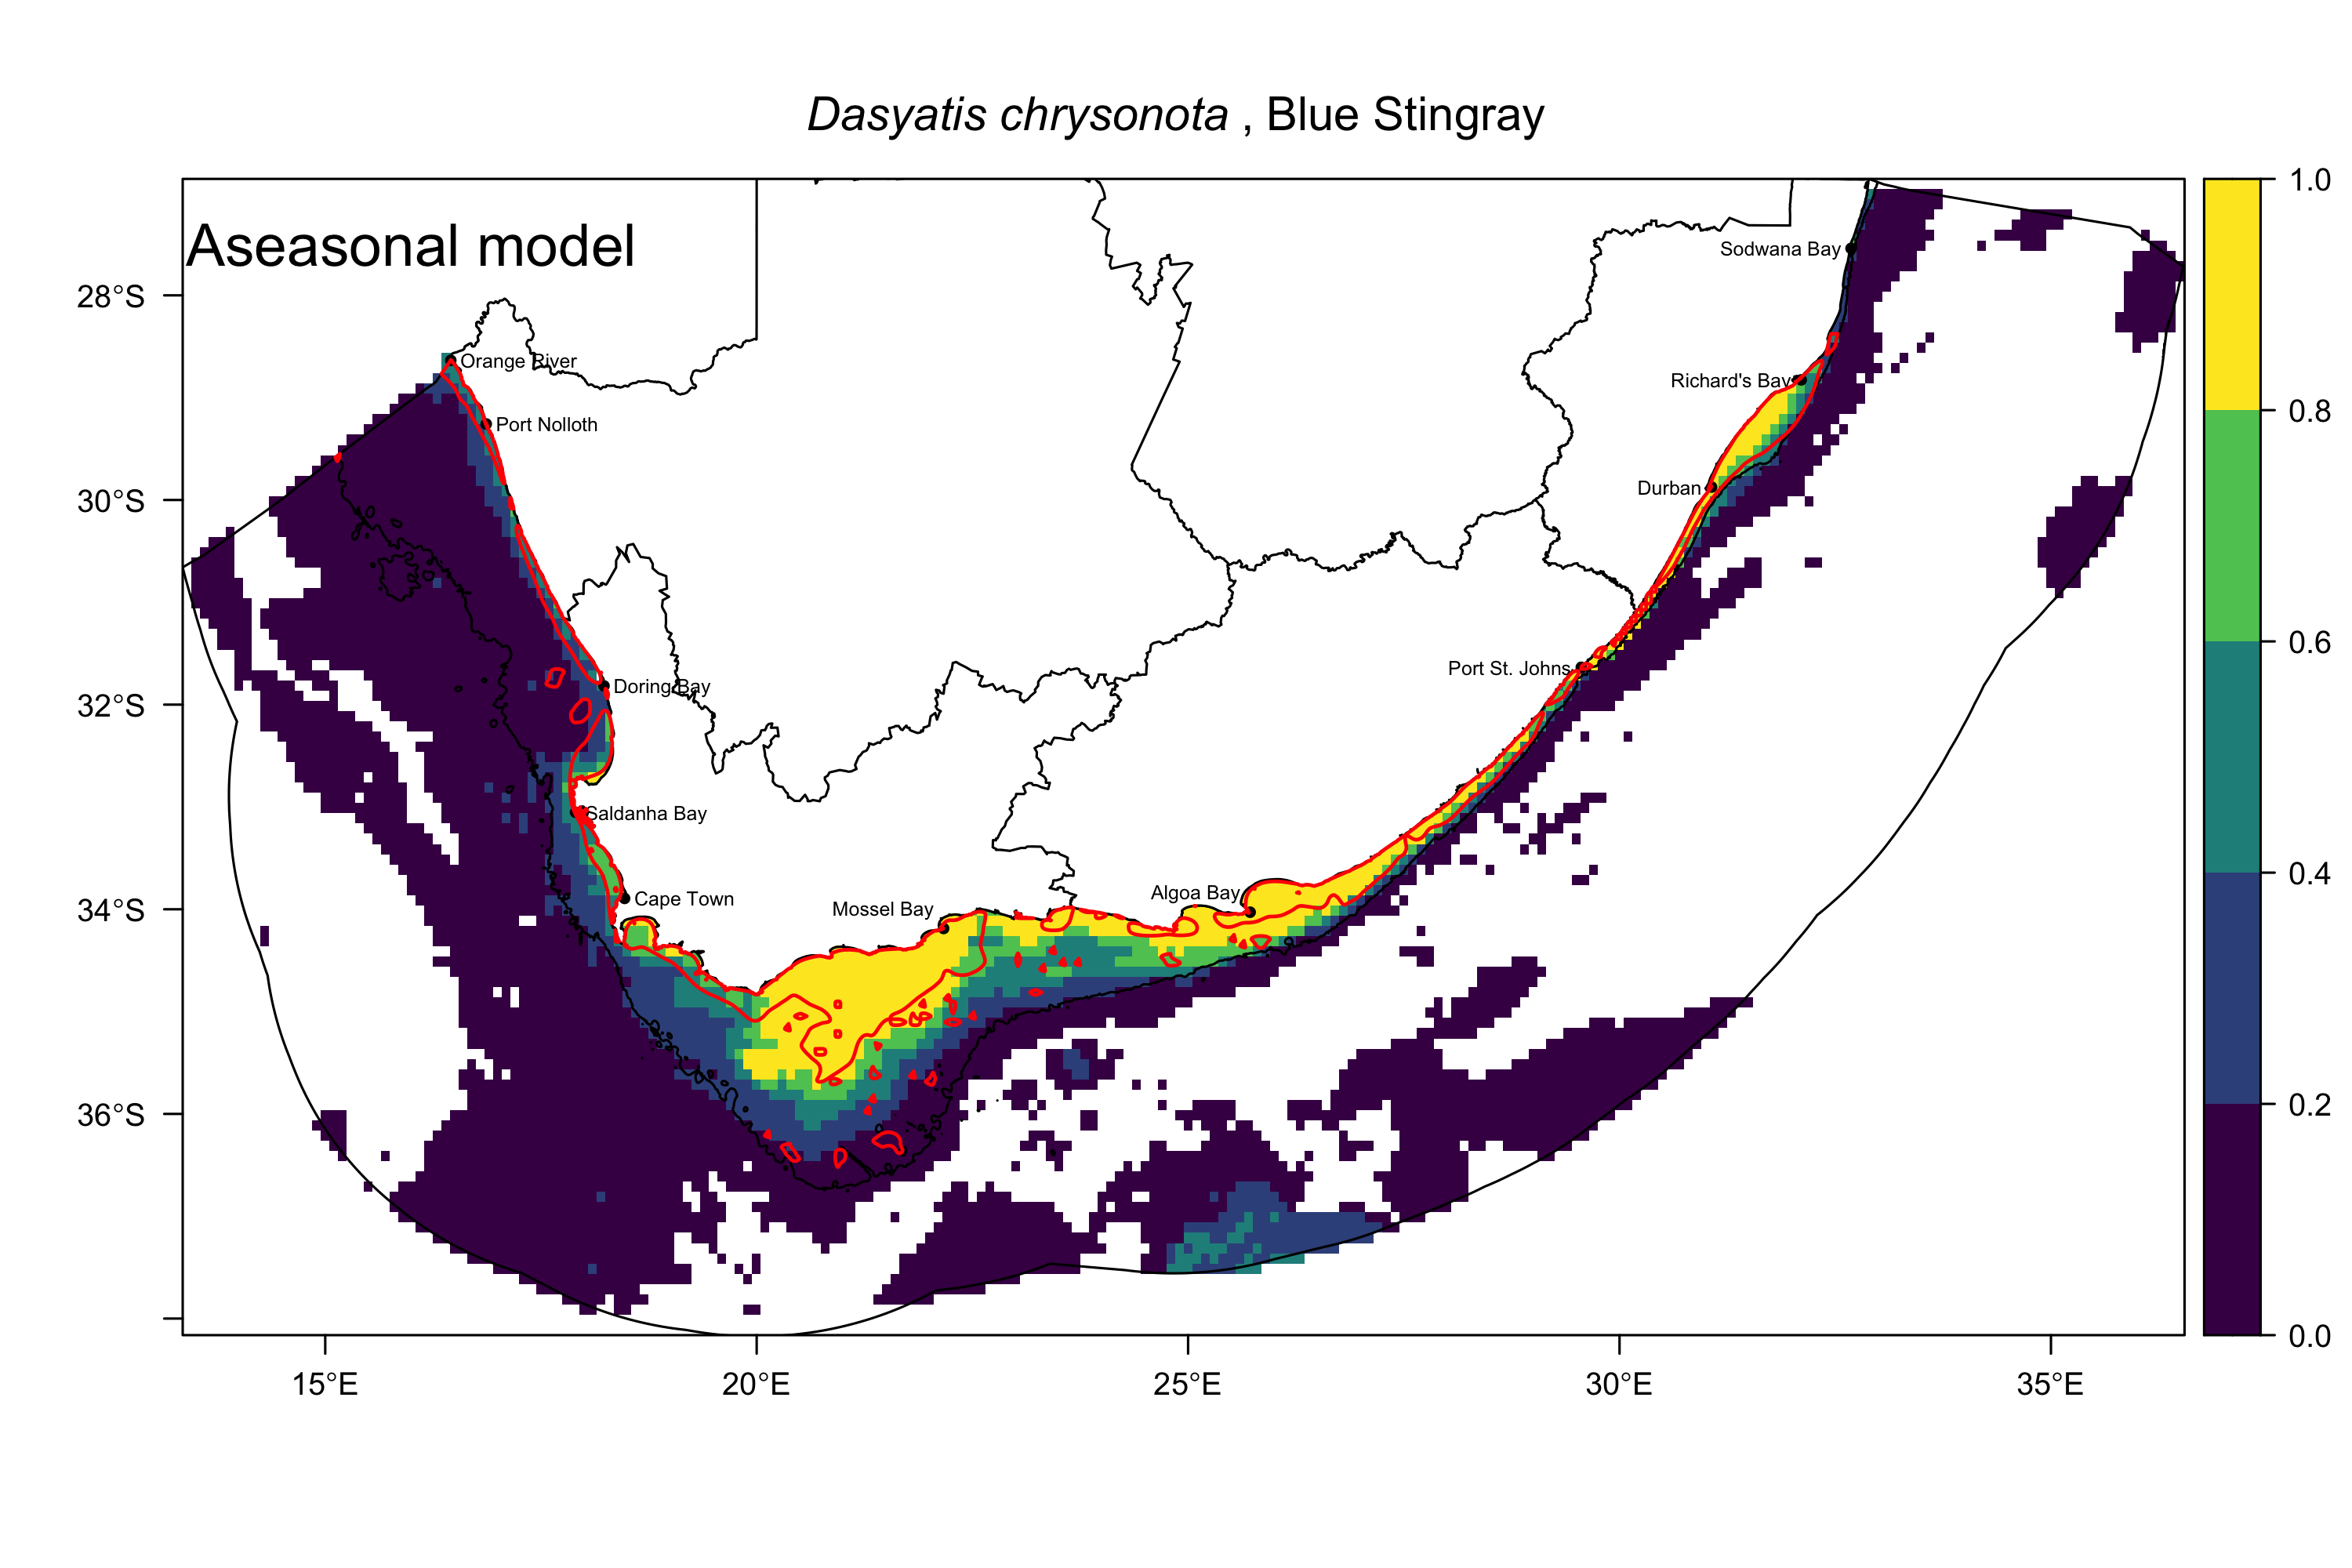 Dasyatis chrysonota , Blue Stingray
Aseasonal model
Sodwana Bay
Orange River
Richard's Bay
Port Nolloth
Durban
Port St. Johns
Doring Bay
Saldanha Bay
Algoa Bay
Cape Town
Mossel Bay
28°S
30°S
32°S
34°S
36°S
15°E
20°E
25°E
30°E
35°E
1.0
0.8
0.6
0.4
0.2
0.0